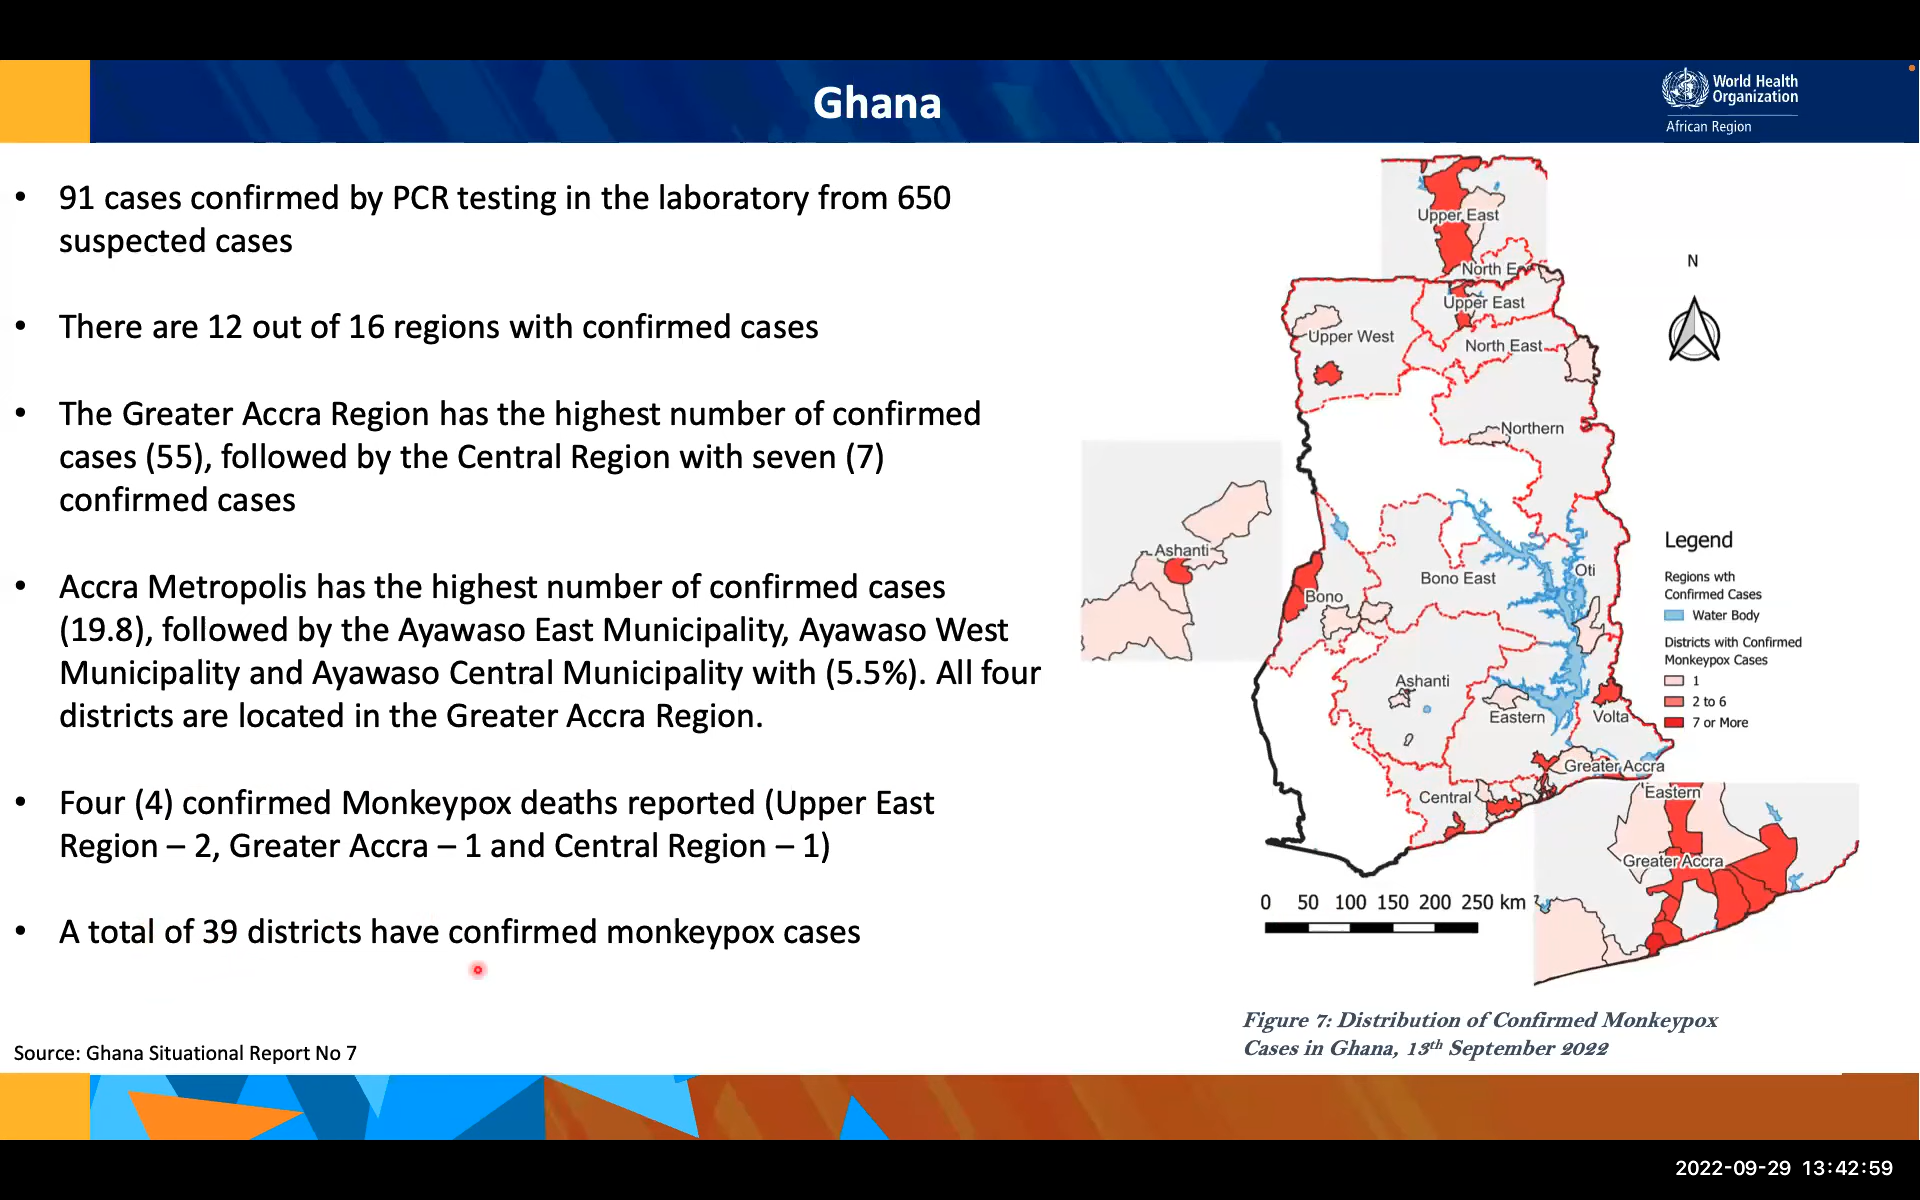 Ghana
World Health
Organization
African Region
• 91 cases confirmed by PCR testing in the laboratory from 650
suspected cases
• There are 12 out of 16 regions with confirmed cases
• The Greater Accra Region has the highest number of confirmed
cases (55), followed by the Central Region with seven (7)
confirmed cases
• Accra Metropolis has the highest number of confirmed cases
(19.8), followed by the Ayawaso East Municipality, Ayawaso West
Municipality and Ayawaso Central Municipality with (5.5%). All four
districts are located in the Greater Accra Region.
• Four (4) confirmed Monkeypox deaths reported (Upper East
Region – 2, Greater Accra – 1 and Central Region – 1)
• A total of 39 districts have confirmed monkeypox cases
Source: Ghana Situational Report No 7
Upper East
North E
N
Upper East
Upper West
North East
Northern
Ashanti
Bono East
Oti
Bono
Ashanti
Eastern
Volta
Greater Accra
Central
Eastern
Greater Accra
Legend
Regions wth
Confirmed Cases
Water Body
Districts with Confirmed
Monkeypox Cases
1
2 to 6
7 or More
0 50 100 150 200 250 km
Figure 7: Distribution of Confirmed Monkeypox
Cases in Ghana, 13th September 2022
2022-09-29 13:42:59